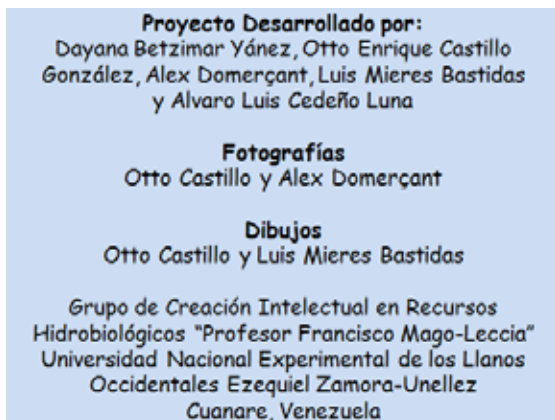 Proyecto Desarrollado por:
Dayana Betzimar Yánez, Otto Enrique Castillo
González, Alex Domerçant, Luis Mieres Bastidas
y Alvaro Luis Cedeño Luna
Fotografías
Otto Castillo y Alex Domerçant
Dibujos
Otto Castillo y Luis Mieres Bastidas
Grupo de Creación Intelectual en Recursos
Hidrobiológicos "Profesor Francisco Mago-Leccia"
Universidad Nacional Experimental de los Llanos
Occidentales Ezequiel Zamora-Unellez
Guanare, Venezuela